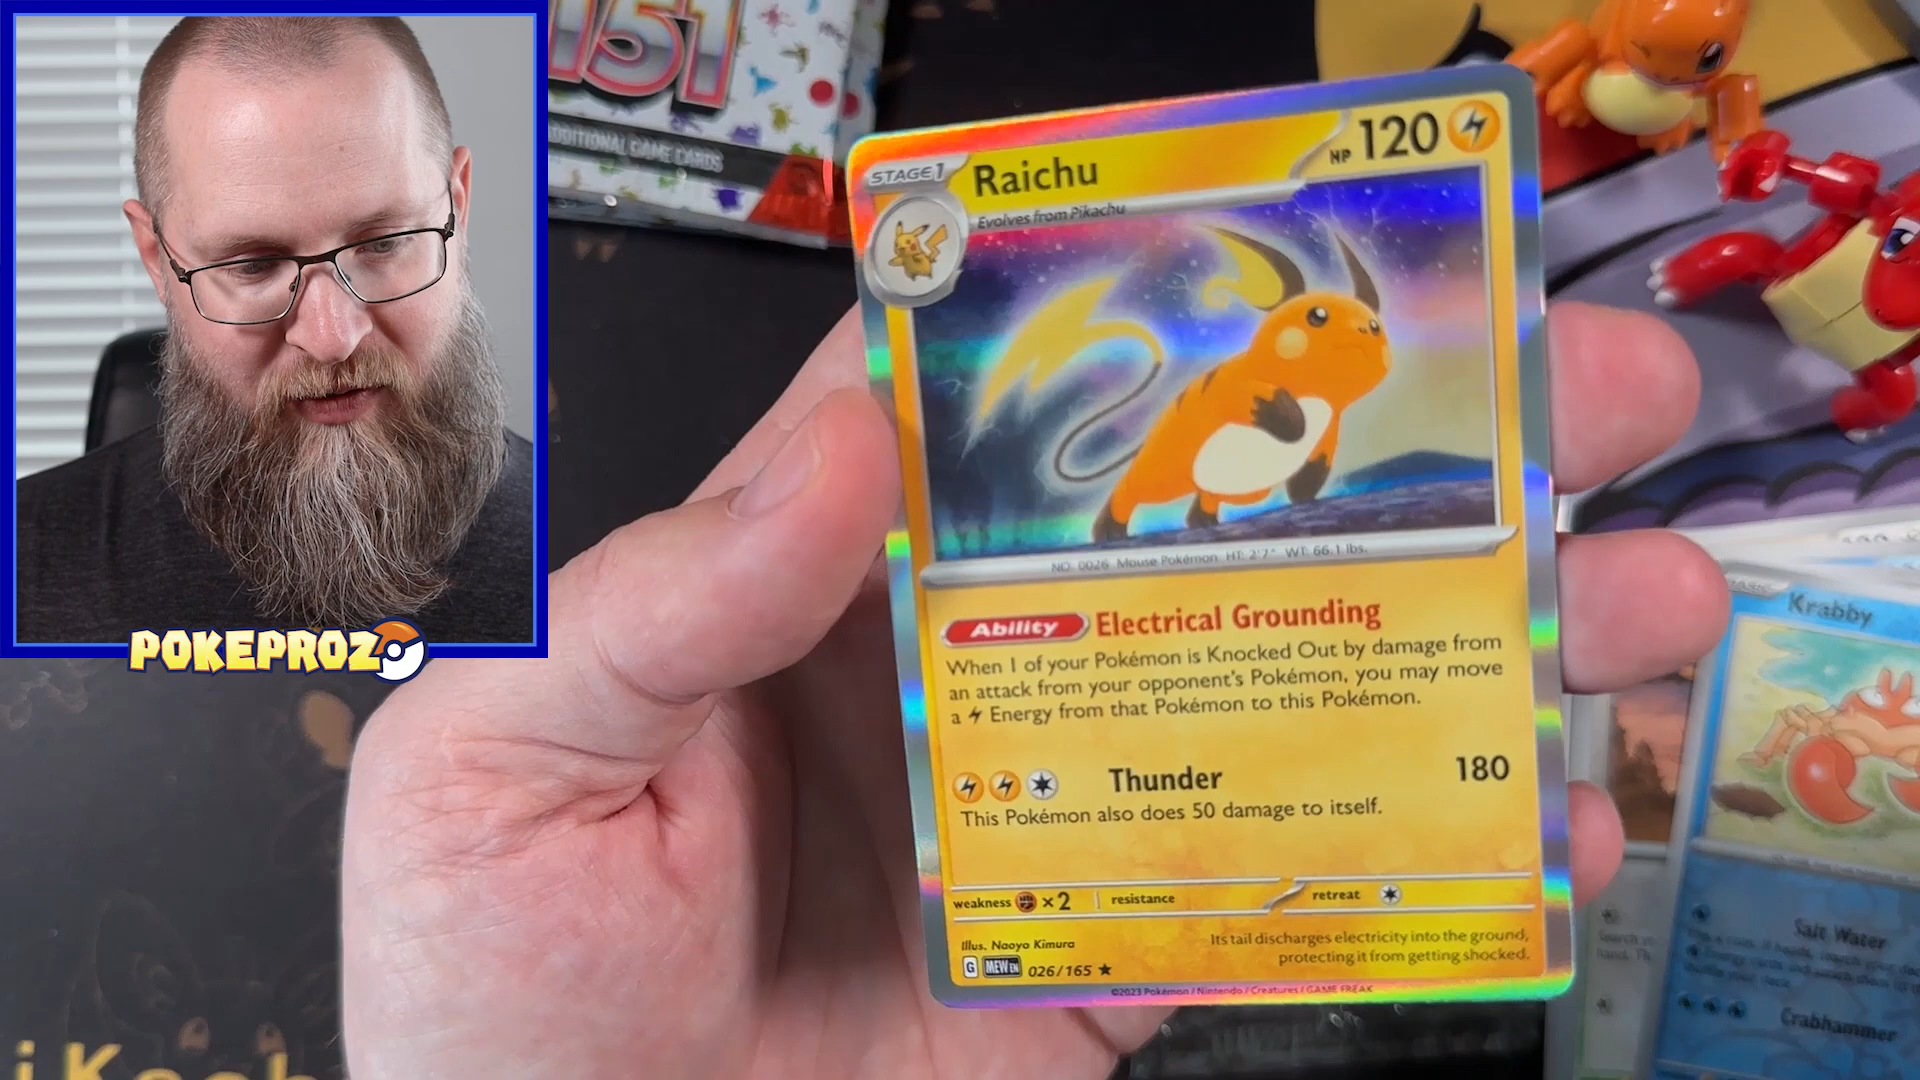 151
ADDITIONAL GAME CARDS
POKEPROZ
STAGE 1
Raichu
HP 120
Evolves from Pikachu
NO. 0026 Mouse Pokémon HT: 2'7" WT: 66.1 lbs.
Ability Electrical Grounding
When 1 of your Pokémon is Knocked Out by damage from
an attack from your opponent's Pokémon, you may move
a Energy from that Pokémon to this Pokémon.
Thunder 180
This Pokémon also does 50 damage to itself.
weakness ×2 resistance retreat
Illus. Naoyo Kimura
Its tail discharges electricity into the ground,
protecting it from getting shocked.
G MEW EN 026/165
©2023 Pokémon / Nintendo / Creatures / GAME FREAK
BASIC
Krabby
Salt Water
Crabhammer